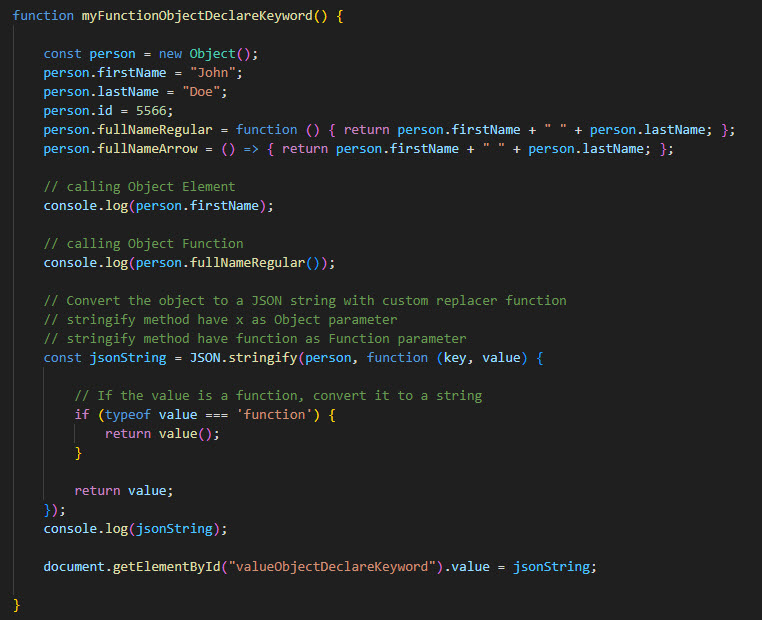 function myFunctionObjectDeclareKeyword() {
const person = new Object();
person.firstName = "John";
person.lastName = "Doe";
person.id = 5566;
person.fullNameRegular = function () { return person.firstName + " " + person.lastName; };
person.fullNameArrow = () => { return person.firstName + " " + person.lastName; };
// calling Object Element
console.log(person.firstName);
// calling Object Function
console.log(person.fullNameRegular());
// Convert the object to a JSON string with custom replacer function
// stringify method have x as Object parameter
// stringify method have function as Function parameter
const jsonString = JSON.stringify(person, function (key, value) {
// If the value is a function, convert it to a string
if (typeof value === 'function') {
return value();
}
return value;
});
console.log(jsonString);
document.getElementById("valueObjectDeclareKeyword").value = jsonString;
}